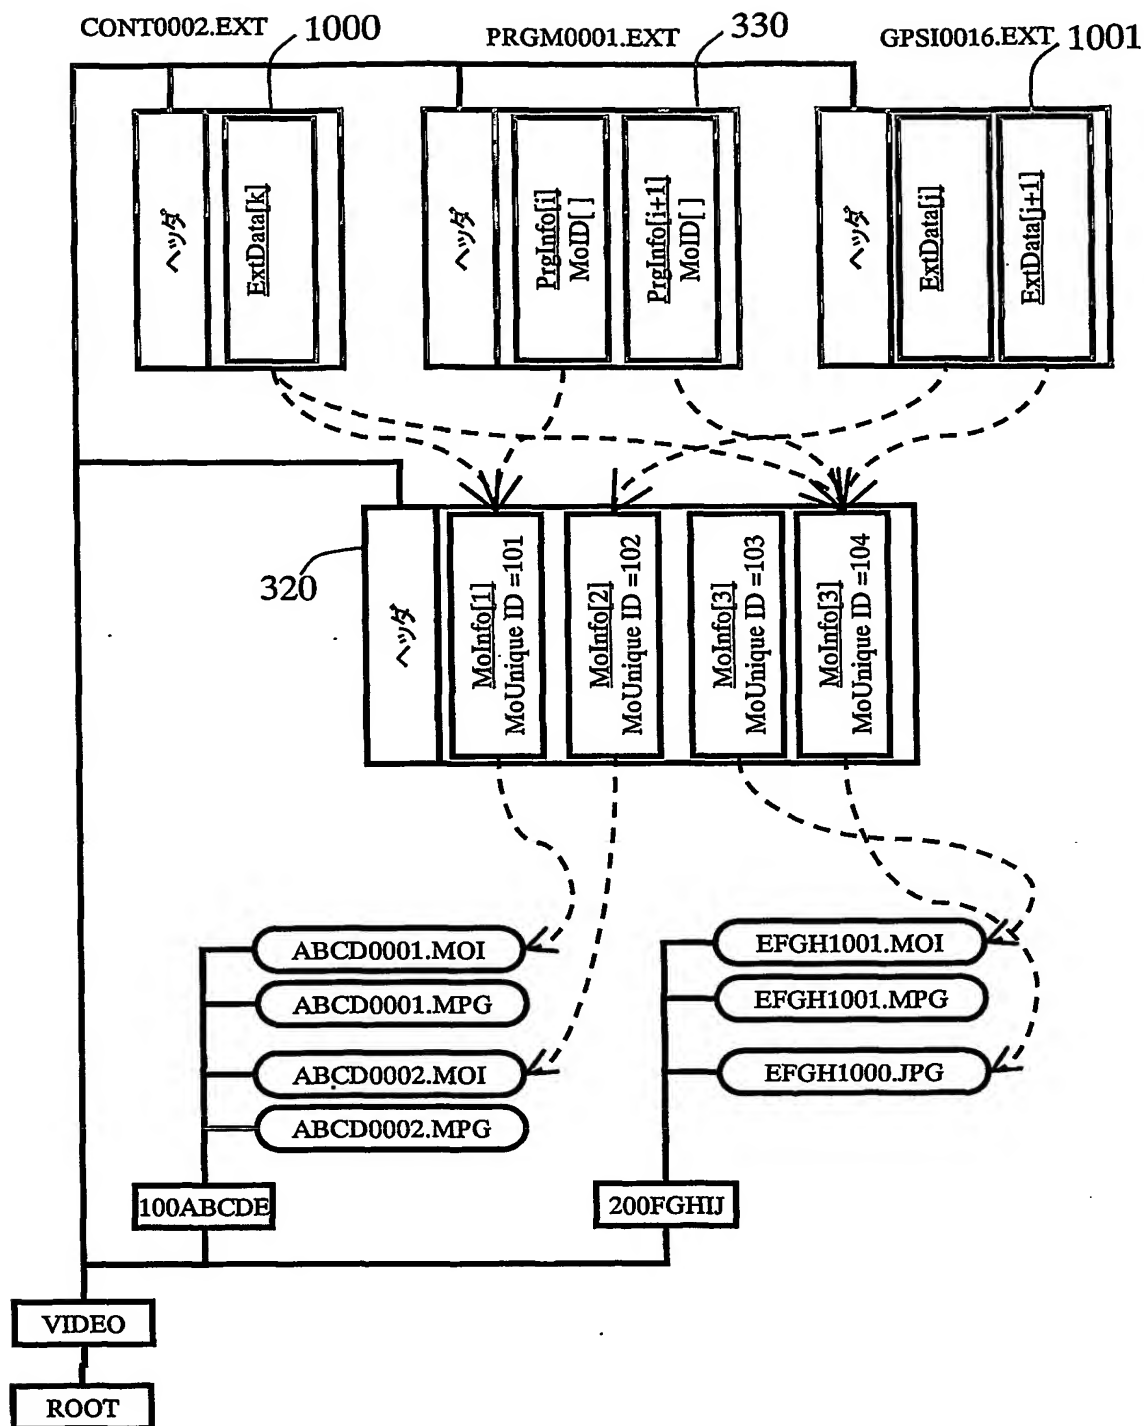 CONT0002.EXT 1000
PRGM0001.EXT 330
GPSI0016.EXT 1001
ヘッダ
ExtData[k]
ヘッダ
PrgInfo[i]
MoID[ ]
PrgInfo[i+1]
MoID[ ]
ヘッダ
ExtData[j]
ExtData[j+1]
320
ヘッダ
MoInfo[1]
MoUnique ID =101
MoInfo[2]
MoUnique ID =102
MoInfo[3]
MoUnique ID =103
MoInfo[3]
MoUnique ID =104
ABCD0001.MOI
ABCD0001.MPG
ABCD0002.MOI
ABCD0002.MPG
100ABCDE
EFGH1001.MOI
EFGH1001.MPG
EFGH1000.JPG
200FGHIJ
VIDEO
ROOT